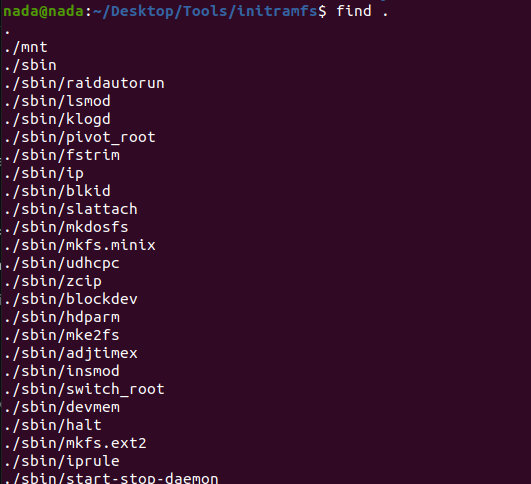 nada@nada:~/Desktop/Tools/initramfs$ find .
.
./mnt
./sbin
./sbin/raidautorun
./sbin/lsmod
./sbin/klogd
./sbin/pivot_root
./sbin/fstrim
./sbin/ip
./sbin/blkid
./sbin/slattach
./sbin/mkdosfs
./sbin/mkfs.minix
./sbin/udhcpc
./sbin/zcip
./sbin/blockdev
./sbin/hdparm
./sbin/mke2fs
./sbin/adjtimex
./sbin/insmod
./sbin/switch_root
./sbin/devmem
./sbin/halt
./sbin/mkfs.ext2
./sbin/iprule
./sbin/start-stop-daemon